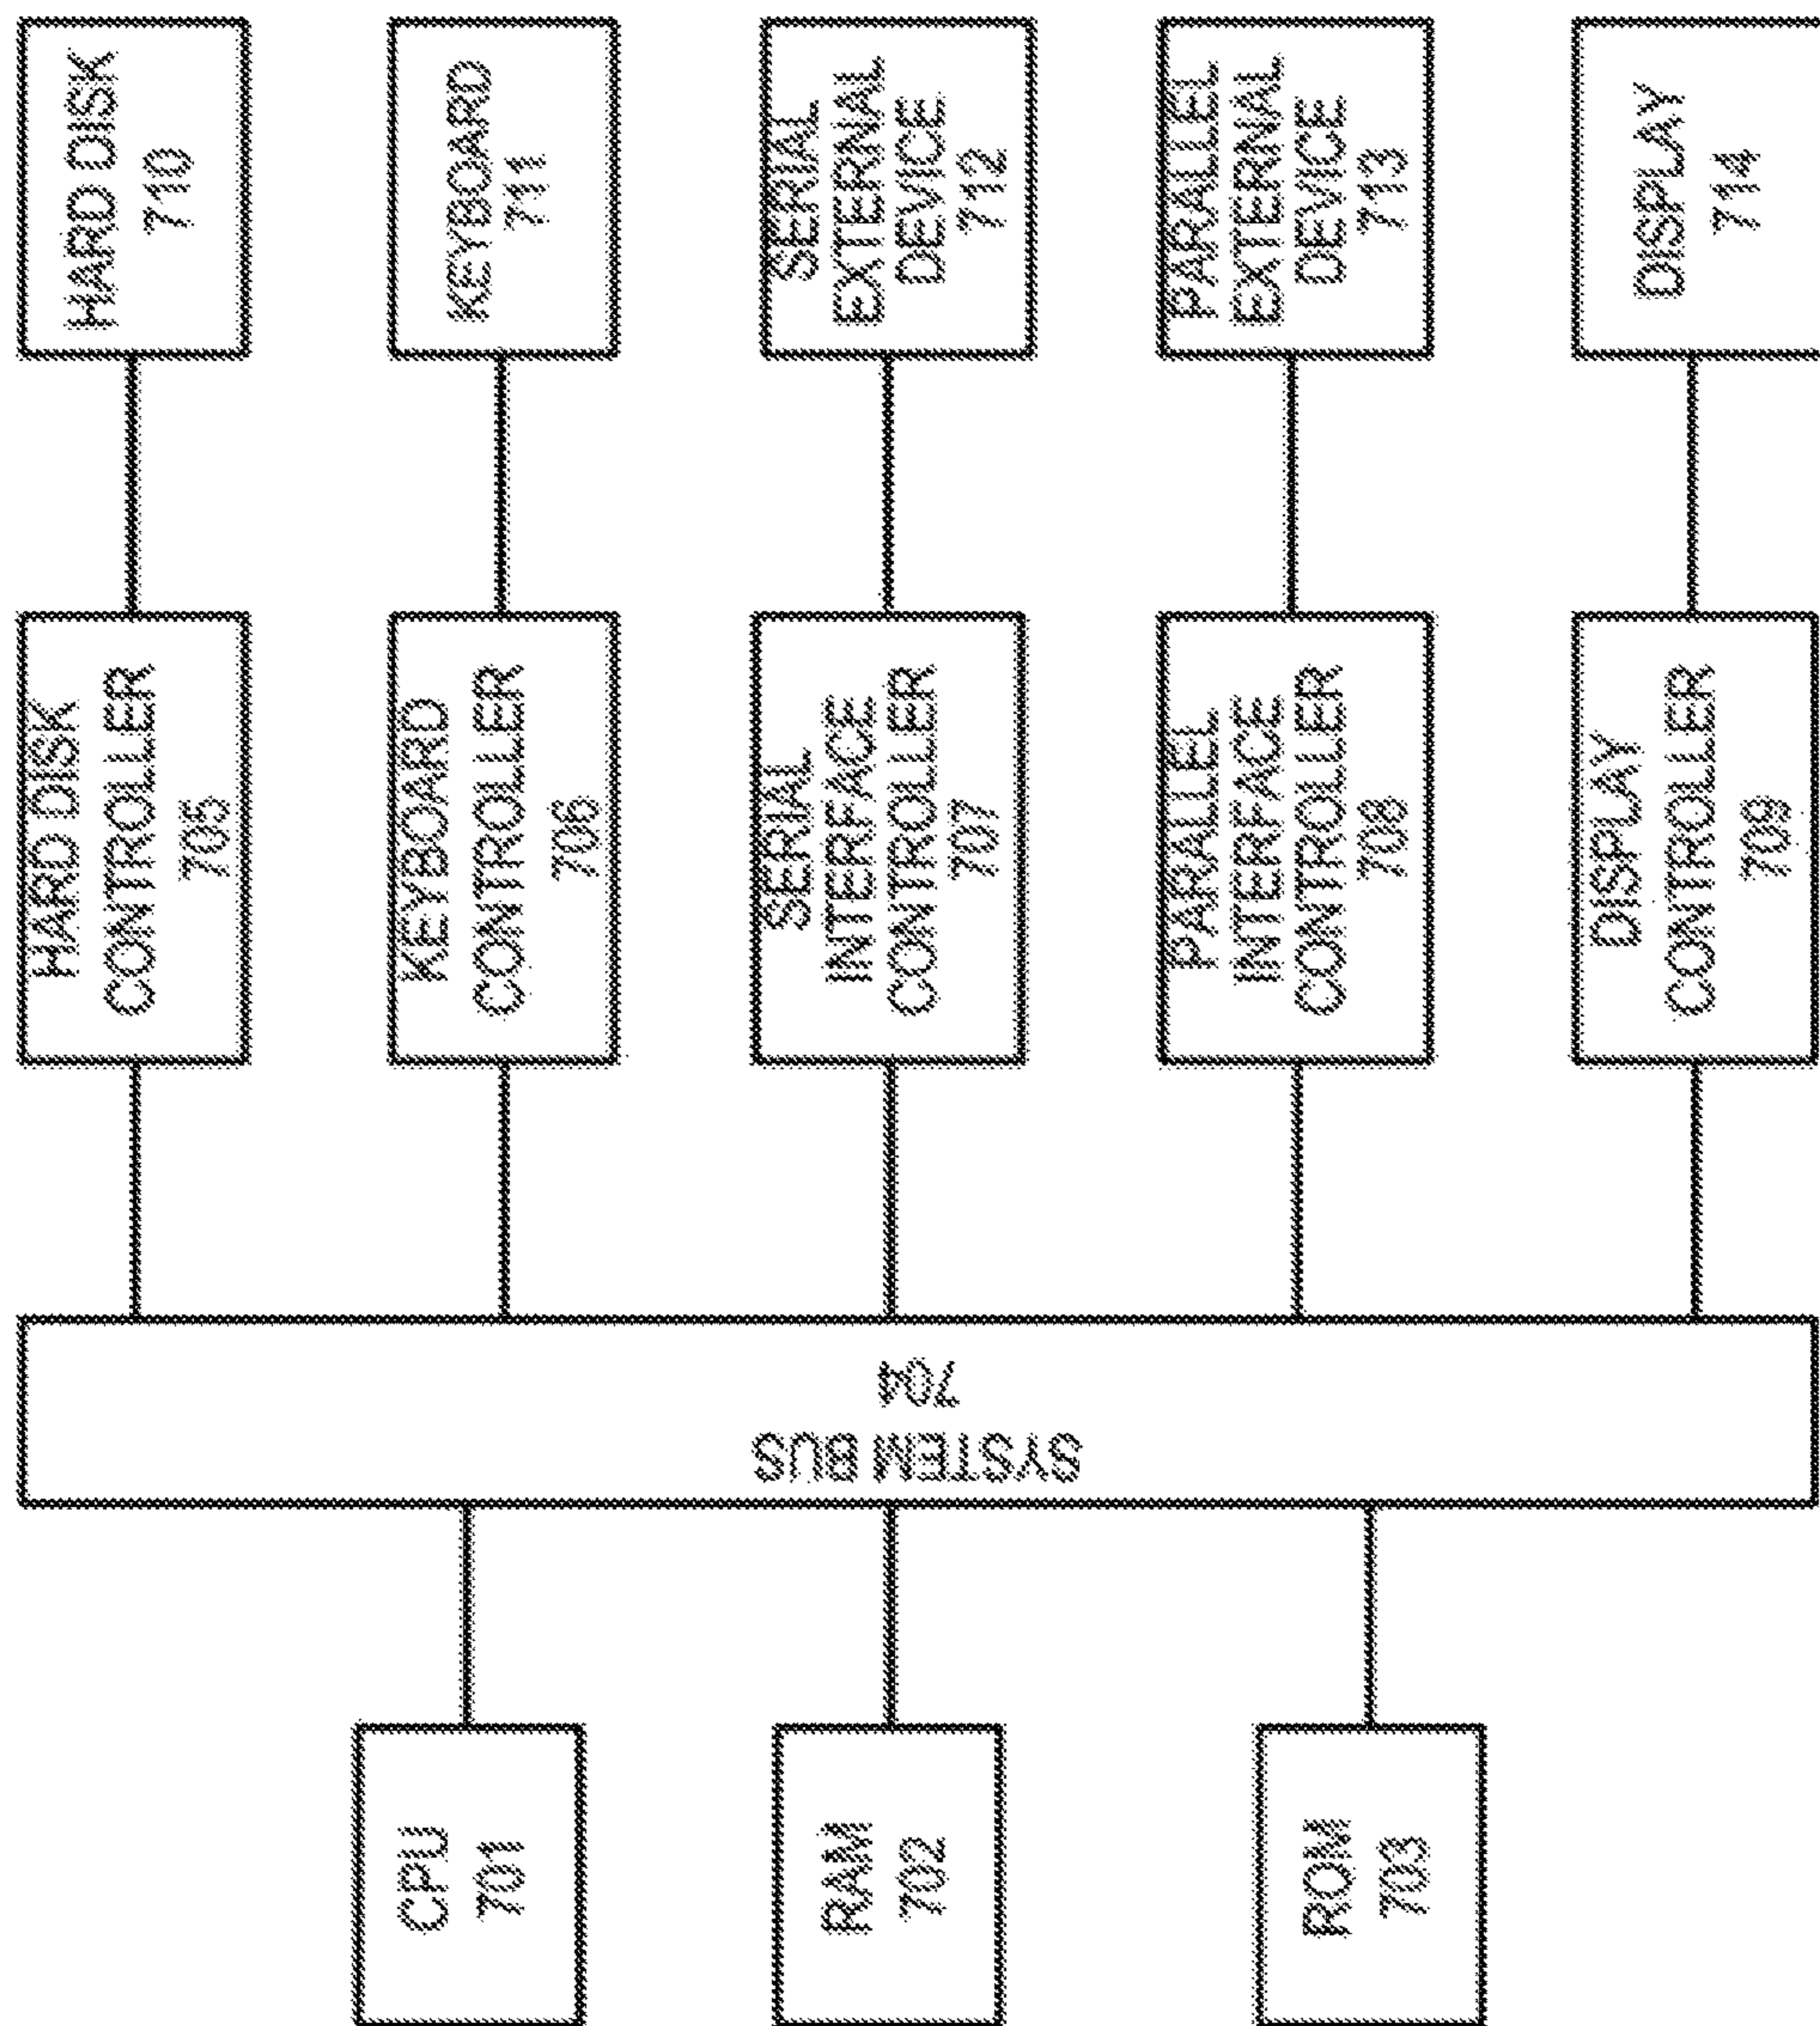 CPU
701
RAM
702
ROM
703
SYSTEM BUS
704
HARD DISK
CONTROLLER
705
KEYBOARD
CONTROLLER
706
SERIAL
INTERFACE
CONTROLLER
707
PARALLEL
INTERFACE
CONTROLLER
708
DISPLAY
CONTROLLER
709
HARD DISK
710
KEYBOARD
711
SERIAL
EXTERNAL
DEVICE
712
PARALLEL
EXTERNAL
DEVICE
713
DISPLAY
714